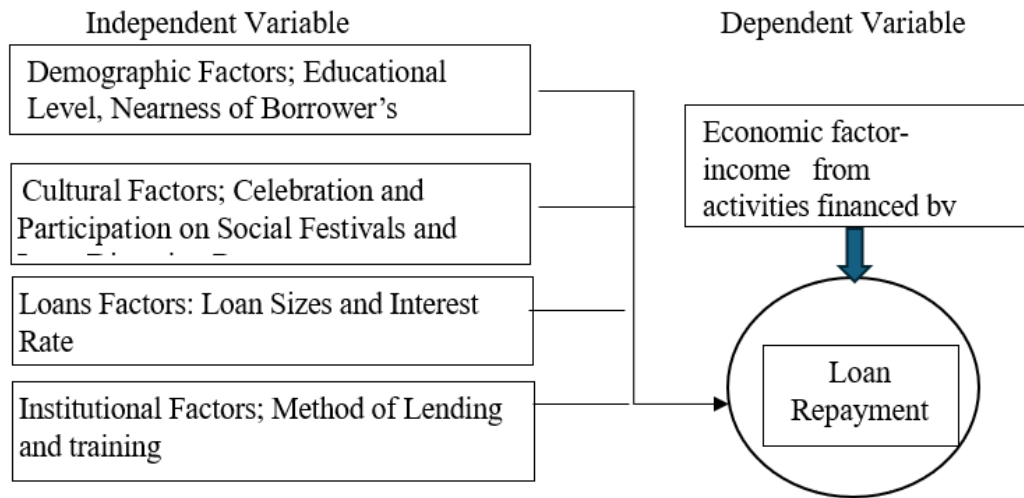 Independent Variable
Dependent Variable
Demographic Factors; Educational
Level, Nearness of Borrower’s
Cultural Factors; Celebration and
Participation on Social Festivals and
Loans Factors: Loan Sizes and Interest
Rate
Institutional Factors; Method of Lending
and training
Economic factor-
income from
activities financed by
Loan
Repayment